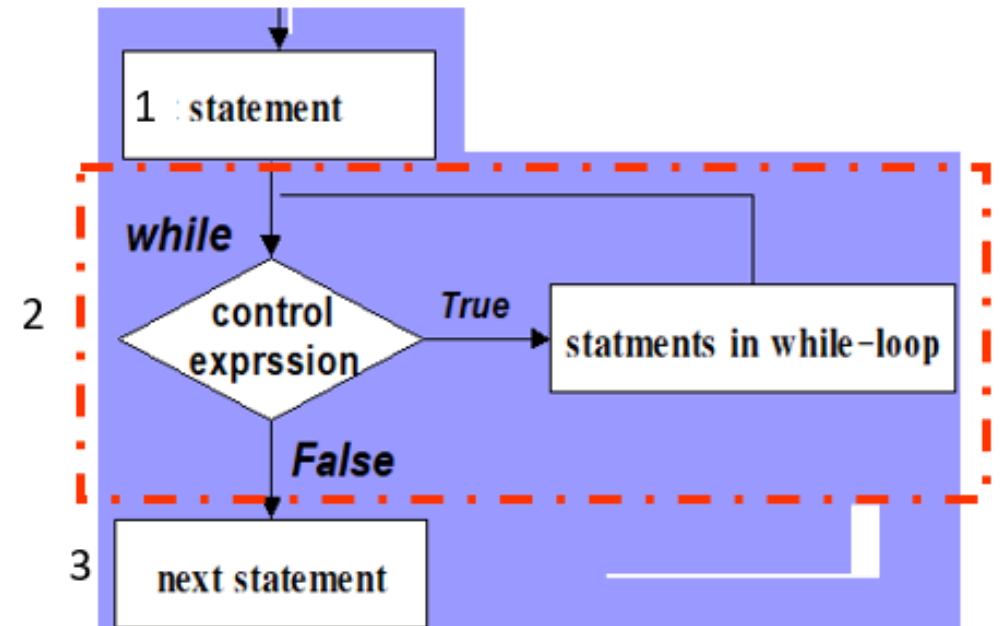 1 : statement
while
2
control
exprssion
True
statments in while-loop
False
3
next statement